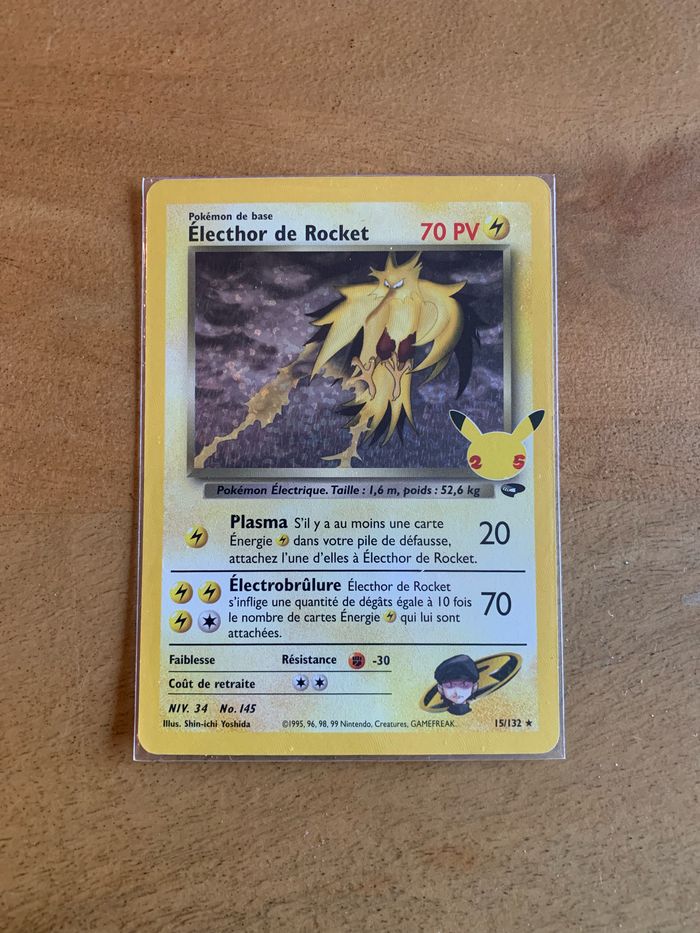 Pokémon de base
Électhor de Rocket 70 PV
25
Pokémon Électrique. Taille : 1,6 m, poids : 52,6 kg
Plasma S'il y a au moins une carte
Énergie dans votre pile de défausse,
attachez l'une d'elles à Électhor de Rocket.
20
Électrobrûlure Électhor de Rocket
s'inflige une quantité de dégâts égale à 10 fois
le nombre de cartes Énergie qui lui sont
attachées.
70
Faiblesse Résistance -30
Coût de retraite
NIV. 34 No. 145
Illus. Shin-ichi Yoshida ©1995, 96, 98, 99 Nintendo, Creatures, GAMEFREAK. 15/132